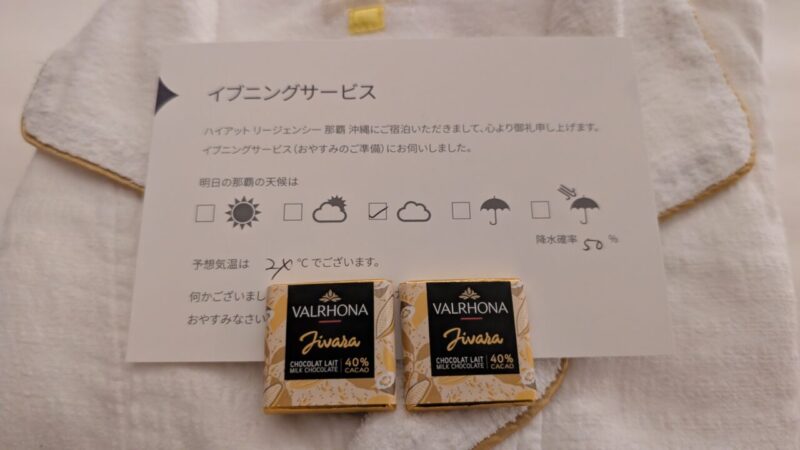 イブニングサービス
ハイアット リージェンシー 那覇 沖縄にご宿泊いただきまして、心より御礼申し上げます。
イブニングサービス（おやすみのご準備）にお伺いしました。
明日の那覇の天候は
降水確率 50 %
予想気温は ℃でございます。
何かございまし
おやすみなさい
VALRHONA
Jivara
CHOCOLAT LAIT
MILK CHOCOLATE
40%
CACAO
VALRHONA
Jivara
CHOCOLAT LAIT
MILK CHOCOLATE
40%
CACAO